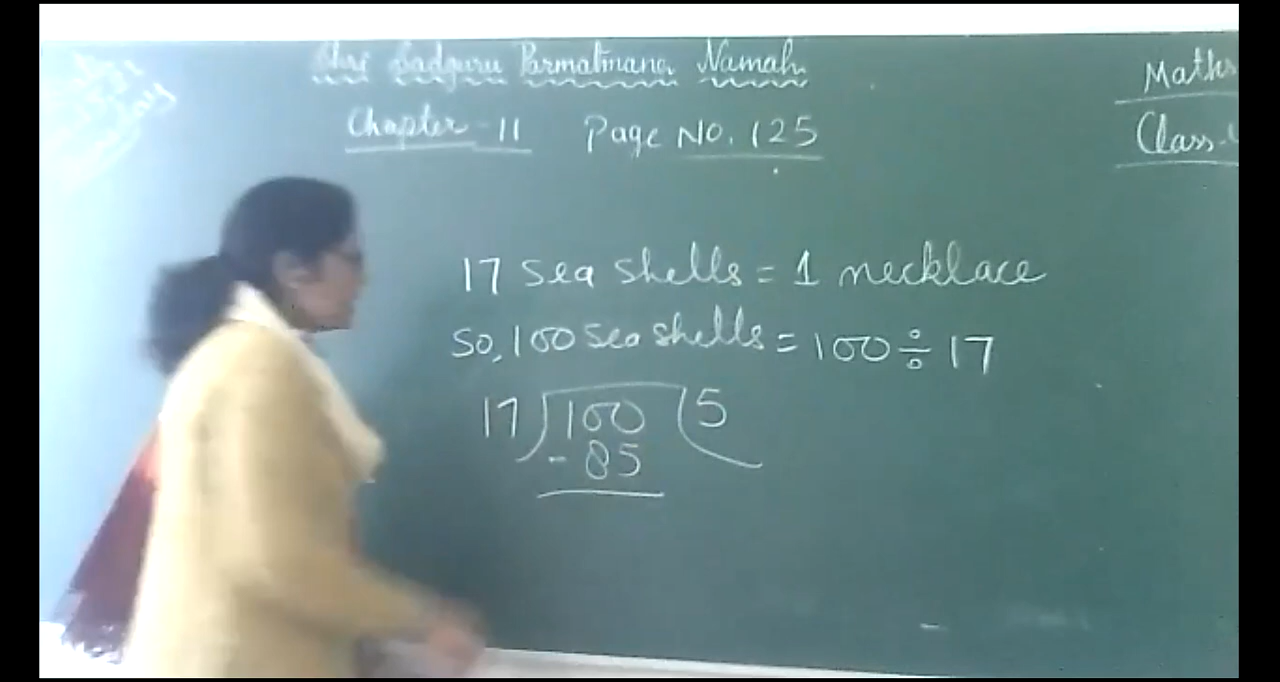 Shri Sadguru Parmatmane Namah
Maths
Chapter-11 Page No. 125
Class-
17 sea shells = 1 necklace
So, 100 sea shells = 100 ÷ 17
17)100(5
-85